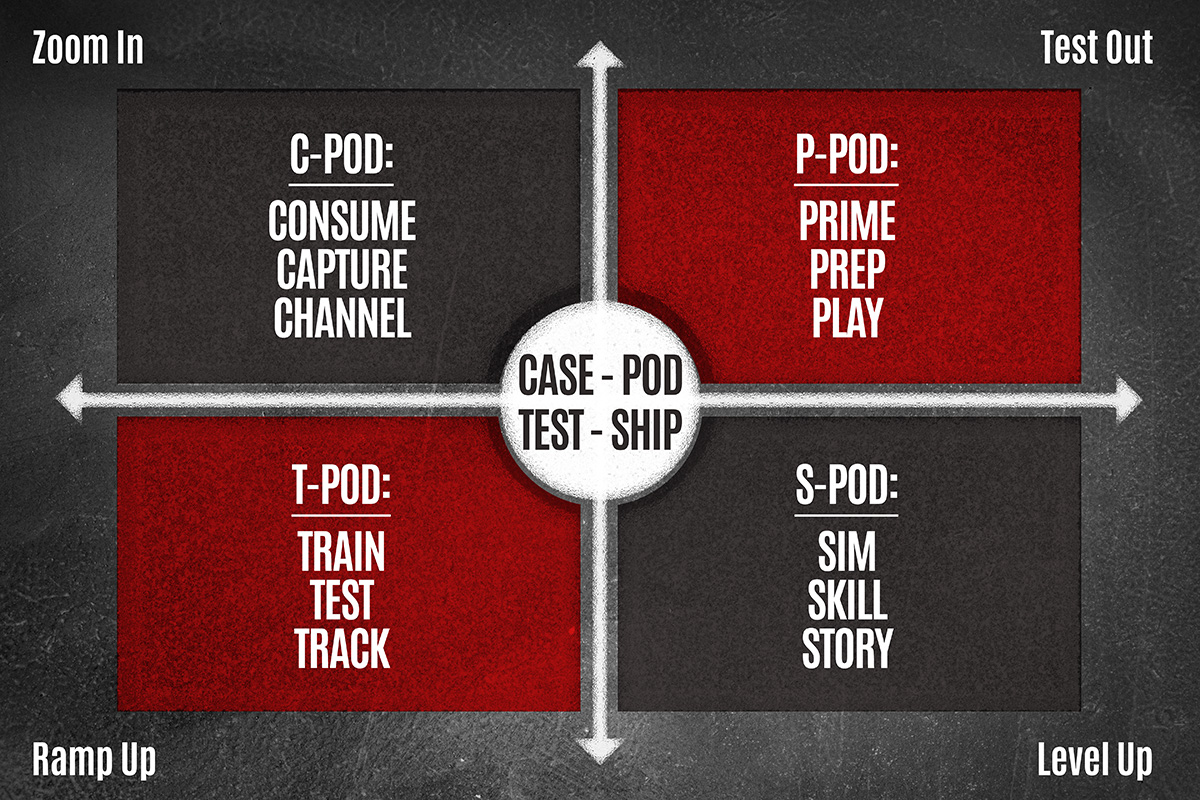 Zoom In
Test Out
C-POD:
CONSUME
CAPTURE
CHANNEL
P-POD:
PRIME
PREP
PLAY
CASE - POD
TEST - SHIP
T-POD:
TRAIN
TEST
TRACK
S-POD:
SIM
SKILL
STORY
Ramp Up
Level Up